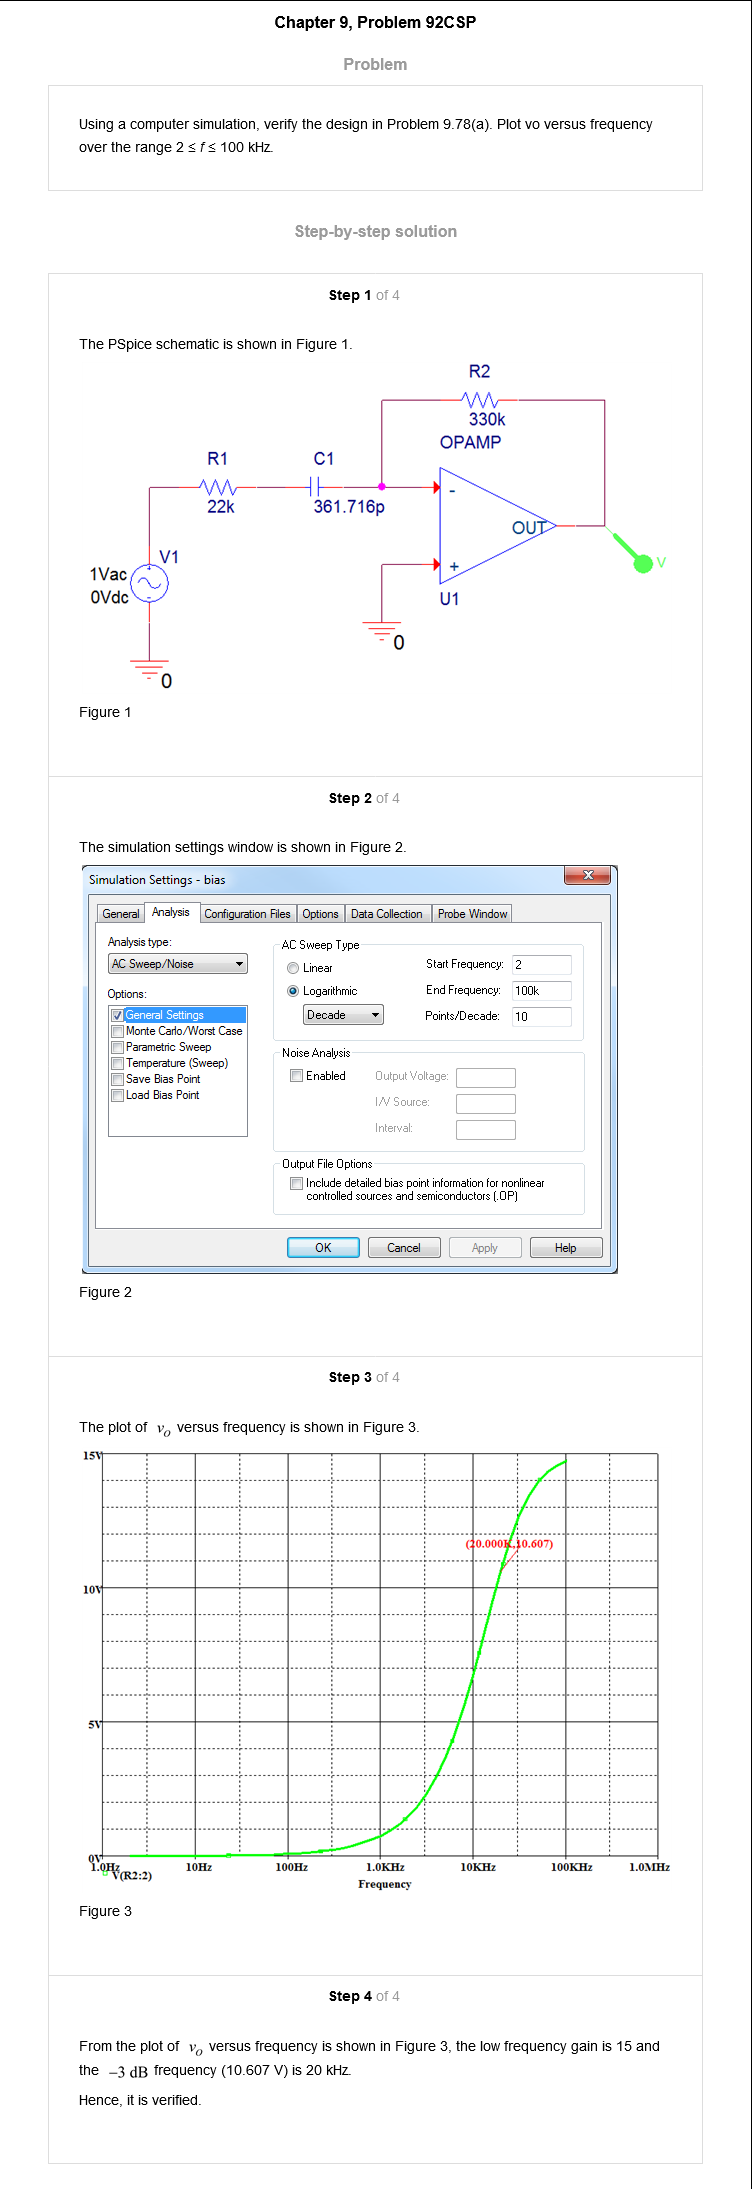 Chapter 9, Problem 92CSP
Problem
Using a computer simulation, verify the design in Problem 9.78(a). Plot vo versus frequency
over the range 2 ≤ f ≤ 100 kHz.
Step-by-step solution
Step 1 of 4
The PSpice schematic is shown in Figure 1.
R2
330k
OPAMP
R1
C1
22k
361.716p
-
OUT
V
V1
1Vac
0Vdc
+
U1
0
0
Figure 1
Step 2 of 4
The simulation settings window is shown in Figure 2.
Simulation Settings - bias
General Analysis Configuration Files Options Data Collection Probe Window
Analysis type:
AC Sweep/Noise
Options:
General Settings
Monte Carlo/Worst Case
Parametric Sweep
Temperature (Sweep)
Save Bias Point
Load Bias Point
AC Sweep Type
Linear
Logarithmic
Decade
Start Frequency: 2
End Frequency: 100k
Points/Decade: 10
Noise Analysis
Enabled
Output Voltage:
I/V Source:
Interval:
Output File Options
Include detailed bias point information for nonlinear
controlled sources and semiconductors (.OP)
OK Cancel Apply Help
Figure 2
Step 3 of 4
The plot of vo versus frequency is shown in Figure 3.
15V
(20.000K,10.607)
10V
5V
0V
1.0Hz 10Hz 100Hz 1.0KHz 10KHz 100KHz 1.0MHz
V(R2:2)
Frequency
Figure 3
Step 4 of 4
From the plot of vo versus frequency is shown in Figure 3, the low frequency gain is 15 and
the −3 dB frequency (10.607 V) is 20 kHz.
Hence, it is verified.